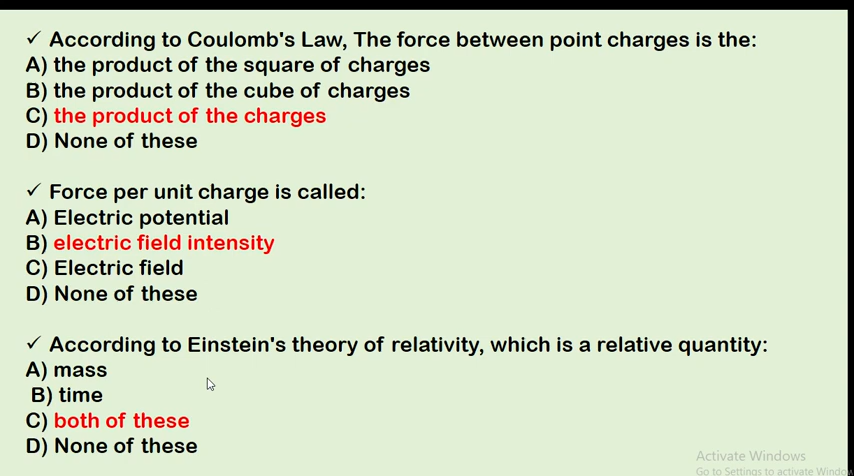 ✓ According to Coulomb's Law, The force between point charges is the:
A) the product of the square of charges
B) the product of the cube of charges
C) the product of the charges
D) None of these
✓ Force per unit charge is called:
A) Electric potential
B) electric field intensity
C) Electric field
D) None of these
✓ According to Einstein's theory of relativity, which is a relative quantity:
A) mass
B) time
C) both of these
D) None of these
Activate Windows
Go to Settings to activate Window